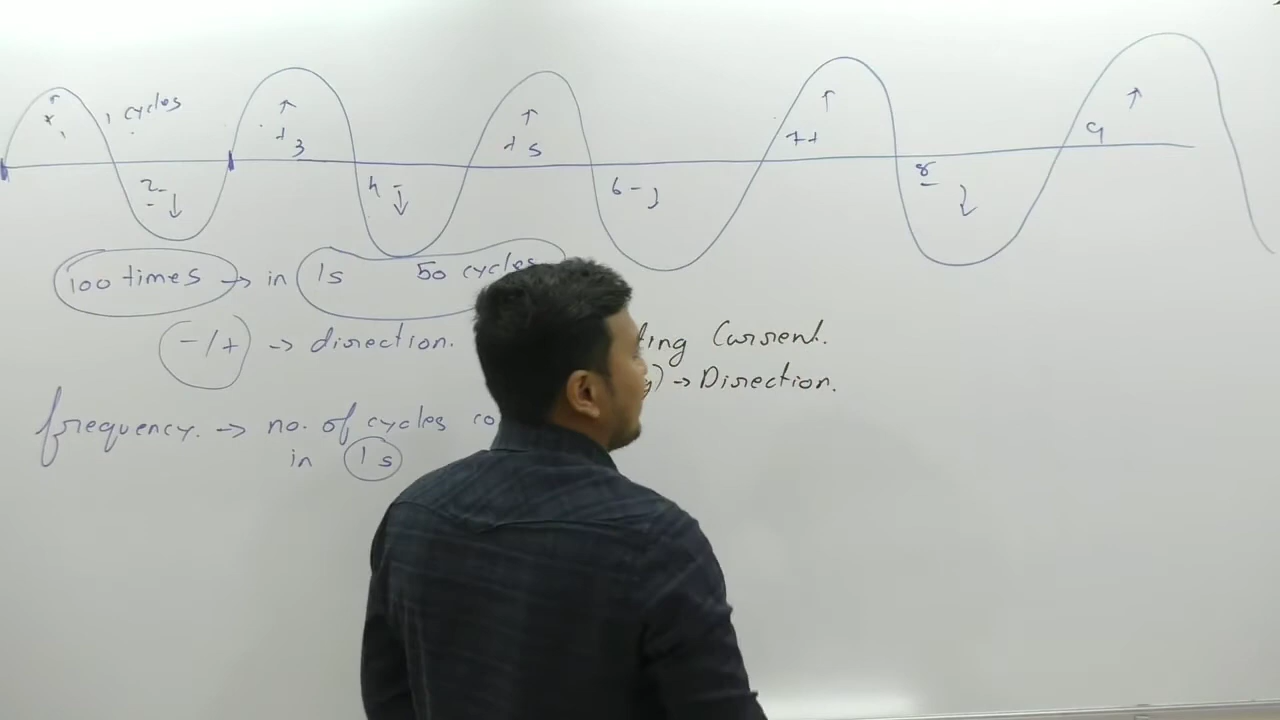 1 cycles
+ 1
+ 3
+ 5
7+
9
2-
4 -
6 -
8 -
100 times → in 1s 50 cycles
-/+ → direction. ting Current.
y) → Direction.
frequency. → no. of cycles co
in 1s